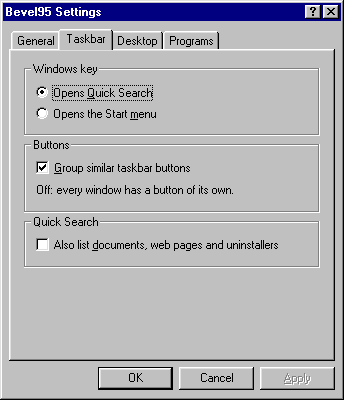 Bevel95 Settings
General
Taskbar
Desktop
Programs
Windows key
Opens Quick Search
Opens the Start menu
Buttons
Group similar taskbar buttons
Off: every window has a button of its own.
Quick Search
Also list documents, web pages and uninstallers
OK
Cancel
Apply